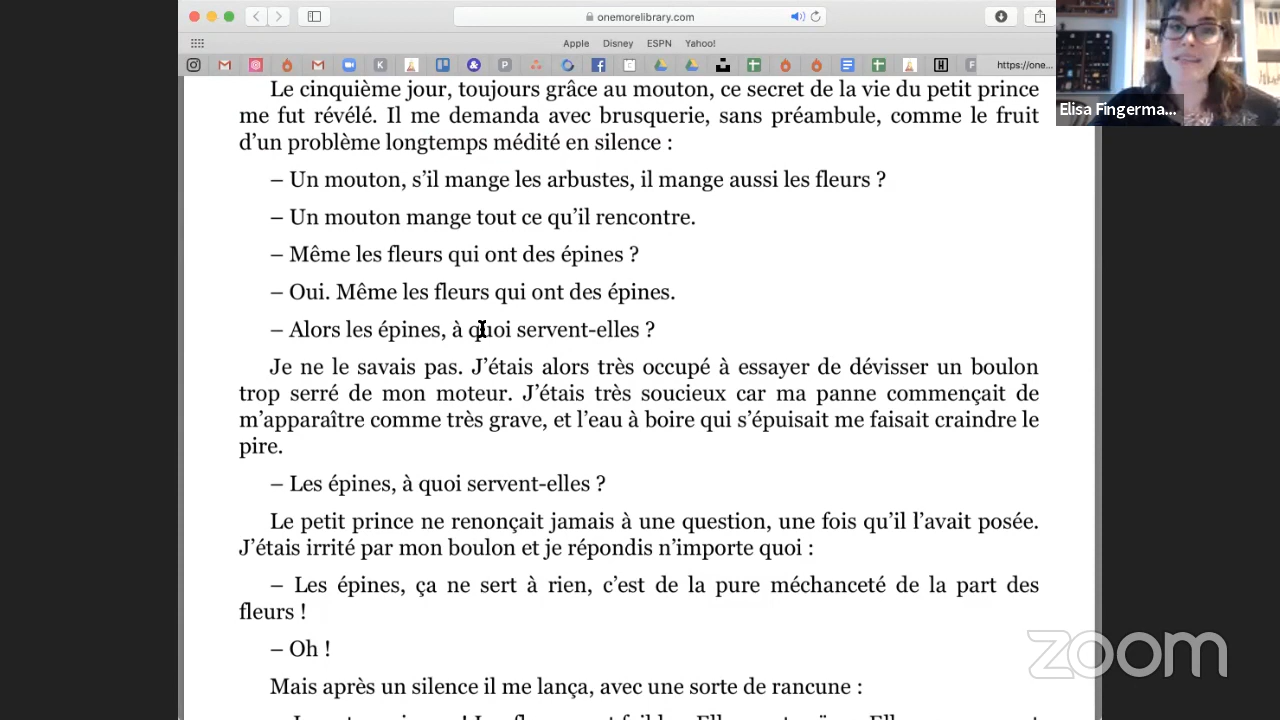 onemorelibrary.com
Apple Disney ESPN Yahoo!
https://one...
Le cinquième jour, toujours grâce au mouton, ce secret de la vie du petit prince
me fut révélé. Il me demanda avec brusquerie, sans préambule, comme le fruit
d’un problème longtemps médité en silence :
– Un mouton, s’il mange les arbustes, il mange aussi les fleurs ?
– Un mouton mange tout ce qu’il rencontre.
– Même les fleurs qui ont des épines ?
– Oui. Même les fleurs qui ont des épines.
– Alors les épines, à quoi servent-elles ?
Je ne le savais pas. J’étais alors très occupé à essayer de dévisser un boulon
trop serré de mon moteur. J’étais très soucieux car ma panne commençait de
m’apparaître comme très grave, et l’eau à boire qui s’épuisait me faisait craindre le
pire.
– Les épines, à quoi servent-elles ?
Le petit prince ne renonçait jamais à une question, une fois qu’il l’avait posée.
J’étais irrité par mon boulon et je répondis n’importe quoi :
– Les épines, ça ne sert à rien, c’est de la pure méchanceté de la part des
fleurs !
– Oh !
Mais après un silence il me lança, avec une sorte de rancune :
Elisa Fingerma...
zoom